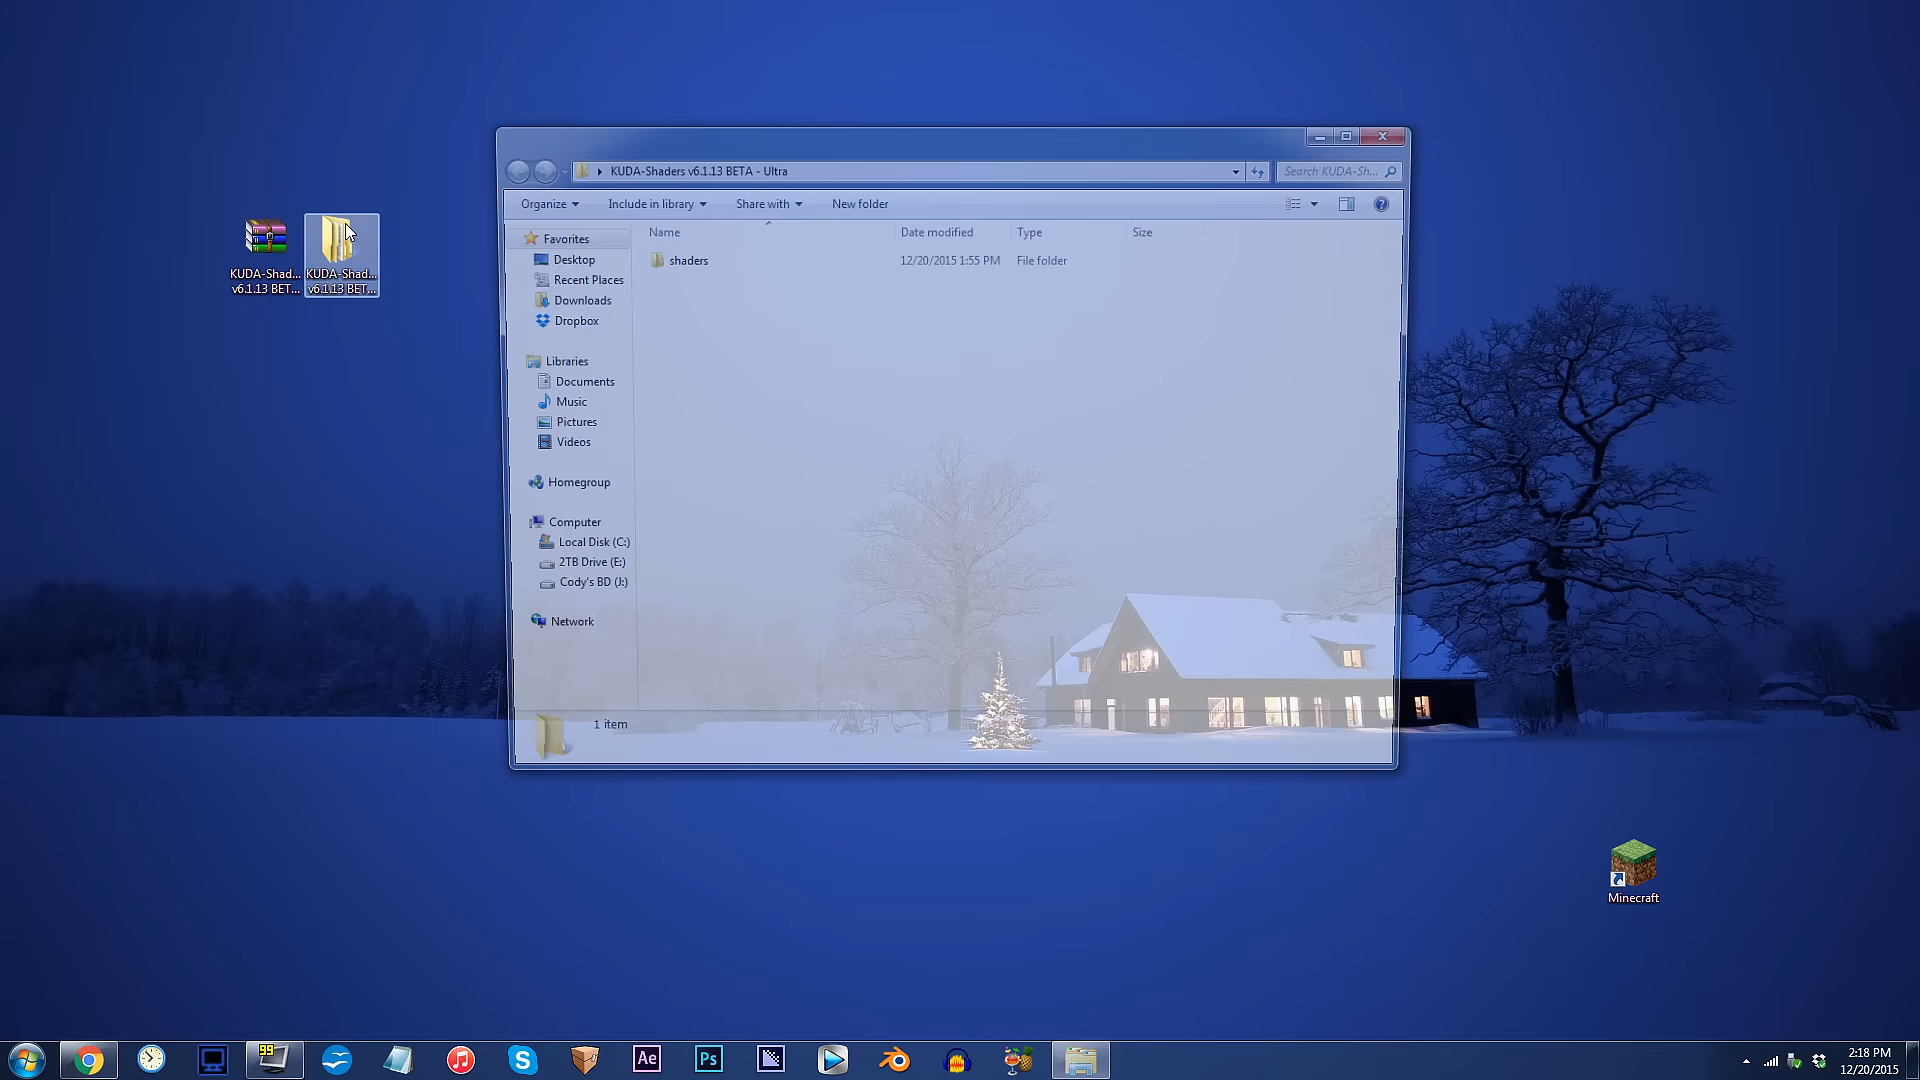 KUDA-Shaders v6.1.13 BETA - Ultra
Search KUDA-Sh...
Organize
Include in library
Share with
New folder
Name
Date modified
Type
Size
shaders
12/20/2015 1:55 PM
File folder
Favorites
Desktop
Recent Places
Downloads
Dropbox
Libraries
Documents
Music
Pictures
Videos
Homegroup
Computer
Local Disk (C:)
2TB Drive (E:)
Cody's BD (J:)
Network
1 item
KUDA-Shad...
v6.1.13 BET...
KUDA-Shad...
v6.1.13 BET...
Minecraft
99
Ae
Ps
2:18 PM
12/20/2015